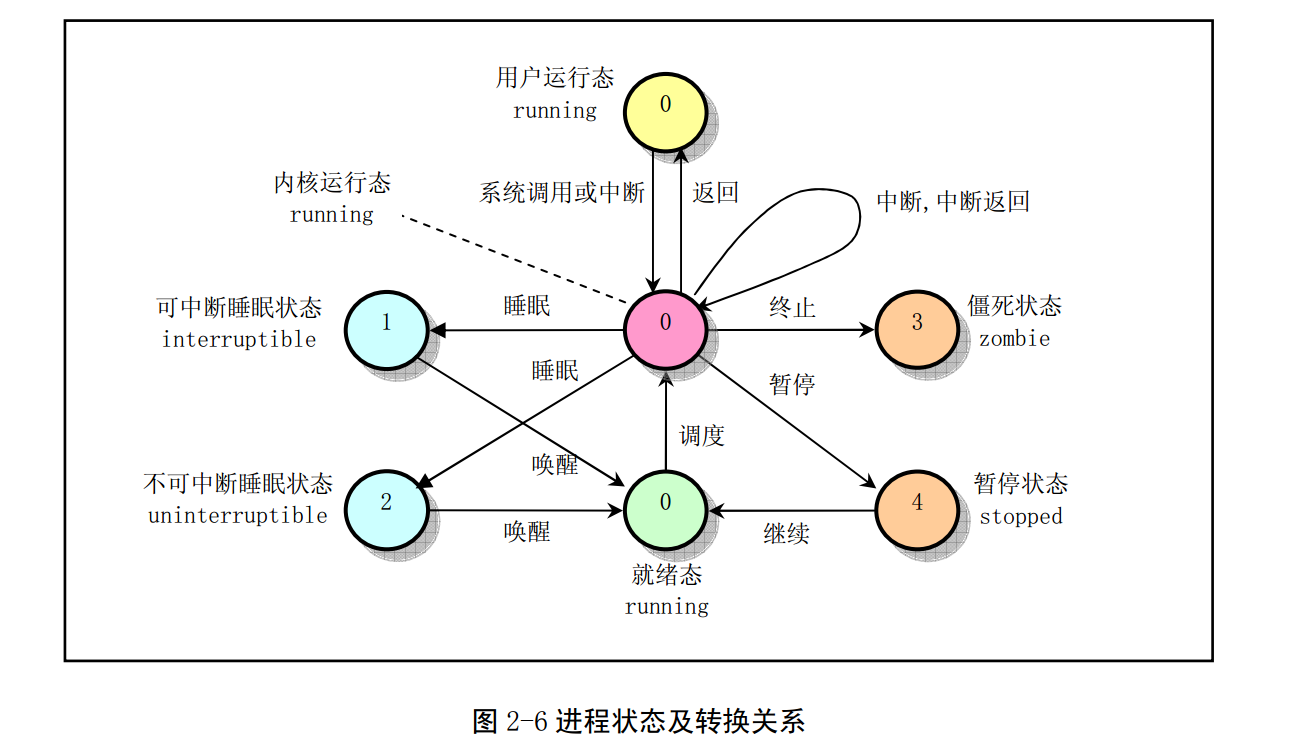 用户运行态
running
0
内核运行态
running
系统调用或中断
返回
中断,中断返回
可中断睡眠状态
interruptible
1
睡眠
0
终止
3
僵死状态
zombie
睡眠
暂停
调度
唤醒
不可中断睡眠状态
uninterruptible
2
唤醒
0
继续
4
暂停状态
stopped
就绪态
running
图 2-6 进程状态及转换关系